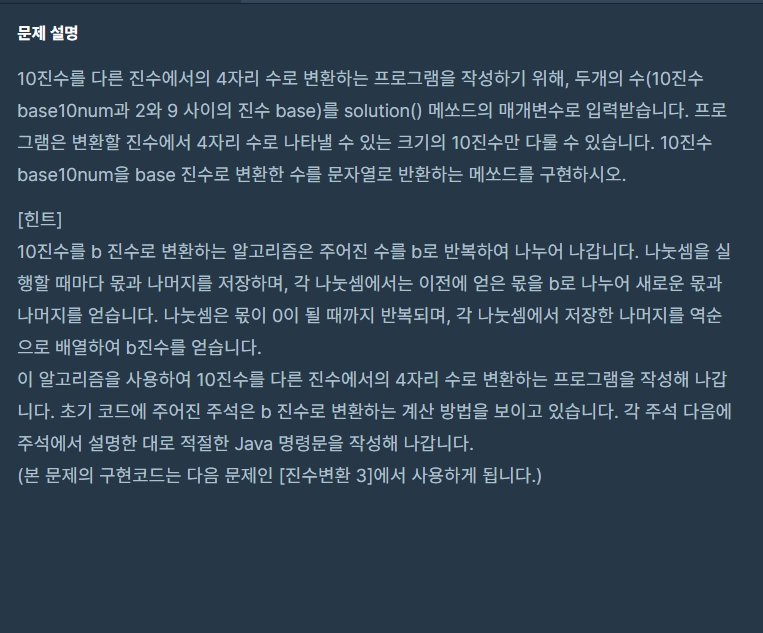 문제 설명
10진수를 다른 진수에서의 4자리 수로 변환하는 프로그램을 작성하기 위해, 두개의 수(10진수
base10num과 2와 9 사이의 진수 base)를 solution() 메쏘드의 매개변수로 입력받습니다. 프로
그램은 변환할 진수에서 4자리 수로 나타낼 수 있는 크기의 10진수만 다룰 수 있습니다. 10진수
base10num을 base 진수로 변환한 수를 문자열로 반환하는 메쏘드를 구현하시오.
[힌트]
10진수를 b 진수로 변환하는 알고리즘은 주어진 수를 b로 반복하여 나누어 나갑니다. 나눗셈을 실
행할 때마다 몫과 나머지를 저장하며, 각 나눗셈에서는 이전에 얻은 몫을 b로 나누어 새로운 몫과
나머지를 얻습니다. 나눗셈은 몫이 0이 될 때까지 반복되며, 각 나눗셈에서 저장한 나머지를 역순
으로 배열하여 b진수를 얻습니다.
이 알고리즘을 사용하여 10진수를 다른 진수에서의 4자리 수로 변환하는 프로그램을 작성해 나갑
니다. 초기 코드에 주어진 주석은 b 진수로 변환하는 계산 방법을 보이고 있습니다. 각 주석 다음에
주석에서 설명한 대로 적절한 Java 명령문을 작성해 나갑니다.
(본 문제의 구현코드는 다음 문제인 [진수변환 3]에서 사용하게 됩니다.)